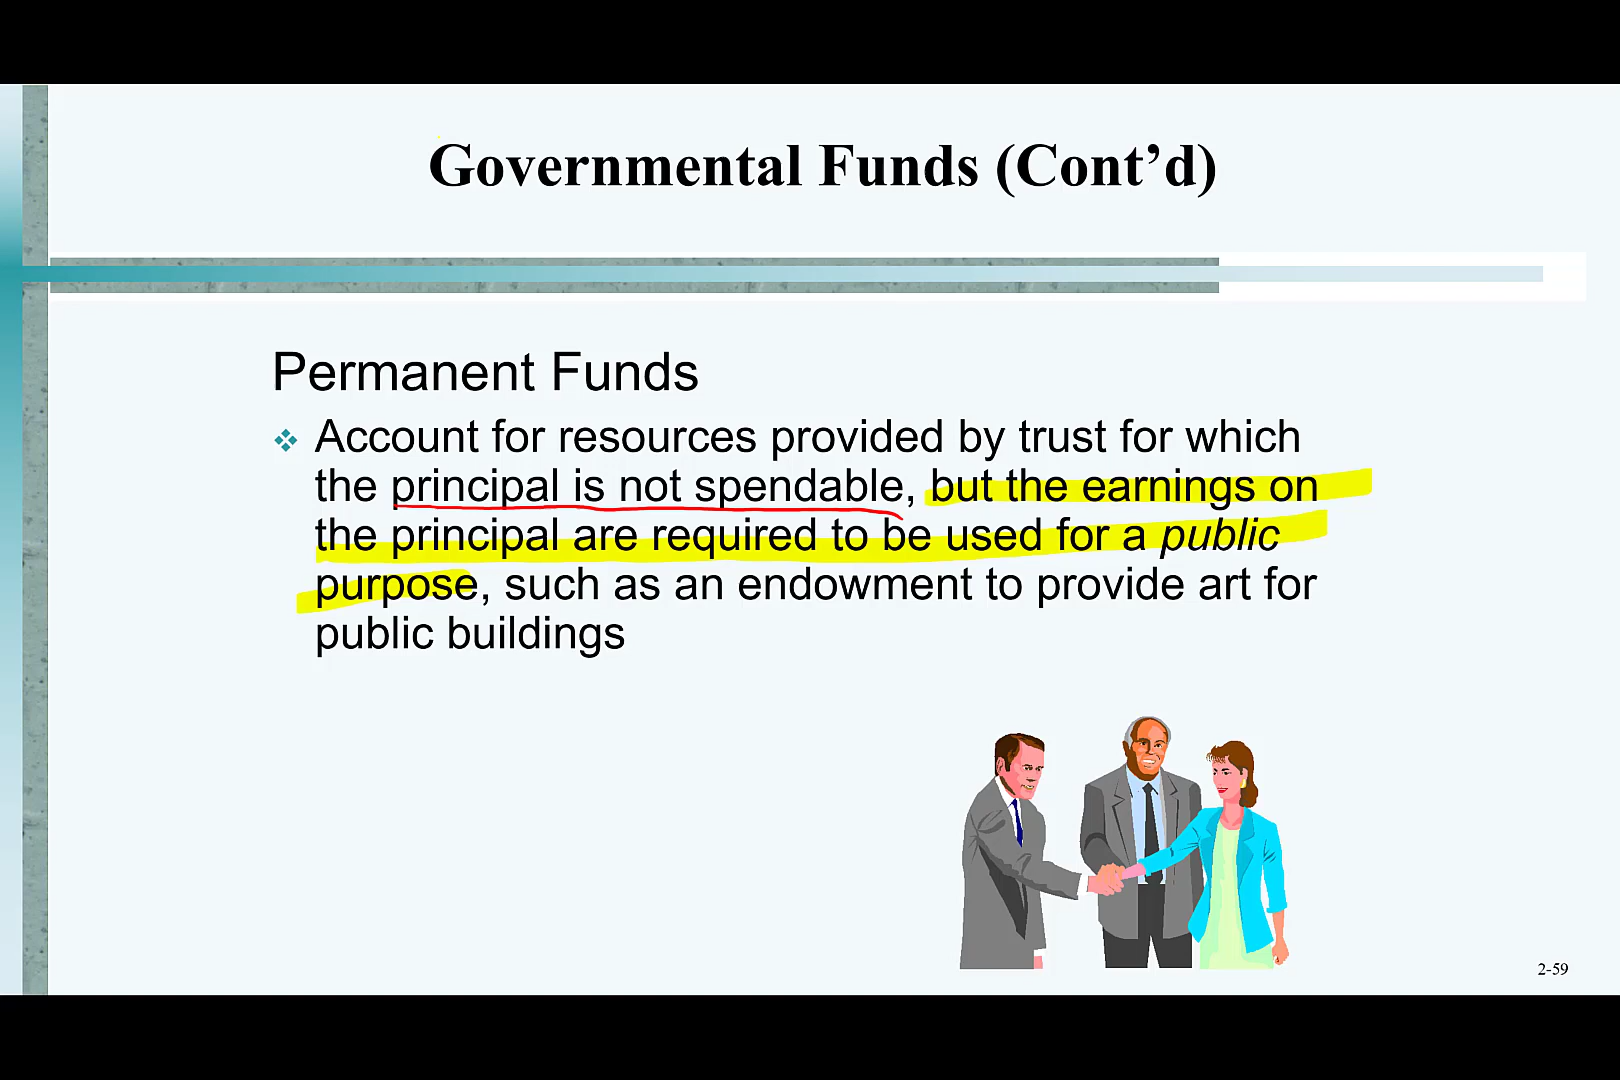 Governmental Funds (Cont’d)
Permanent Funds
Account for resources provided by trust for which
the principal is not spendable, but the earnings on
the principal are required to be used for a public
purpose, such as an endowment to provide art for
public buildings
2-59